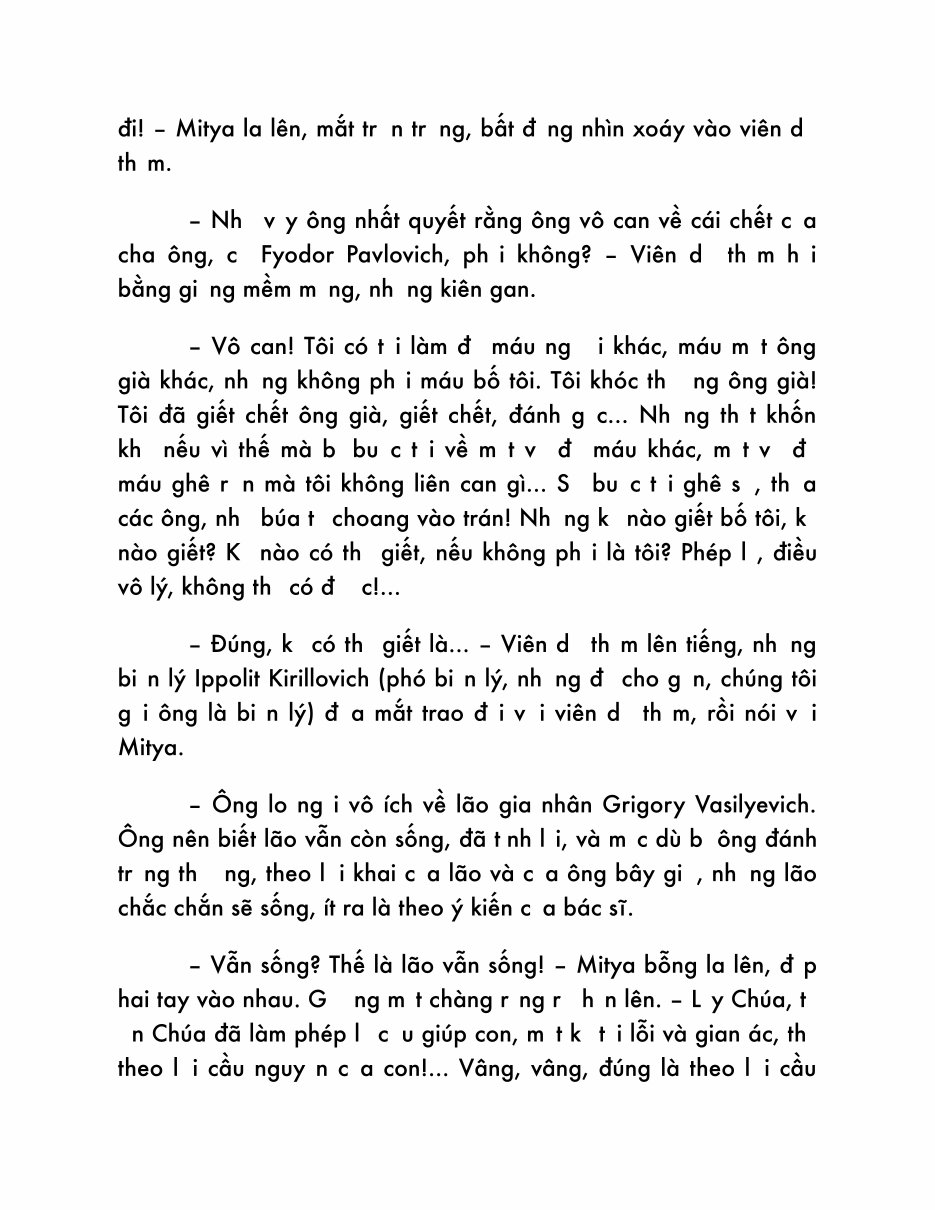 đi! – Mitya la lên, mắt tr n tr ng, bất đ ng nhìn xoáy vào viên d
th m.
– Nh v y ông nhất quyết rằng ông vô can về cái chết c a
cha ông, c Fyodor Pavlovich, ph i không? – Viên d th m h i
bằng gi ng mềm m ng, nh ng kiên gan.
– Vô can! Tôi có t i làm đ máu ng i khác, máu m t ông
già khác, nh ng không ph i máu bố tôi. Tôi khóc th ng ông già!
Tôi đã giết chết ông già, giết chết, đánh g c... Nh ng th t khốn
kh nếu vì thế mà b bu c t i về m t v đ máu khác, m t v đ
máu ghê r n mà tôi không liên can gì... S bu c t i ghê s , th a
các ông, nh búa t choang vào trán! Nh ng k nào giết bố tôi, k
nào giết? K nào có th giết, nếu không ph i là tôi? Phép l , điều
vô lý, không th có đ c!...
– Đúng, k có th giết là... – Viên d th m lên tiếng, nh ng
bi n lý Ippolit Kirillovich (phó bi n lý, nh ng đ cho g n, chúng tôi
g i ông là bi n lý) đ a mắt trao đ i v i viên d th m, rồi nói v i
Mitya.
– Ông lo ng i vô ích về lão gia nhân Grigory Vasilyevich.
Ông nên biết lão vẫn còn sống, đã t nh l i, và m c dù b ông đánh
tr ng th ng, theo l i khai c a lão và c a ông bây gi , nh ng lão
chắc chắn sẽ sống, ít ra là theo ý kiến c a bác sĩ.
– Vẫn sống? Thế là lão vẫn sống! – Mitya bỗng la lên, đ p
hai tay vào nhau. G ng m t chàng r ng r h n lên. – L y Chúa, t
n Chúa đã làm phép l c u giúp con, m t k t i lỗi và gian ác, th
theo l i cầu nguy n c a con!... Vâng, vâng, đúng là theo l i cầu